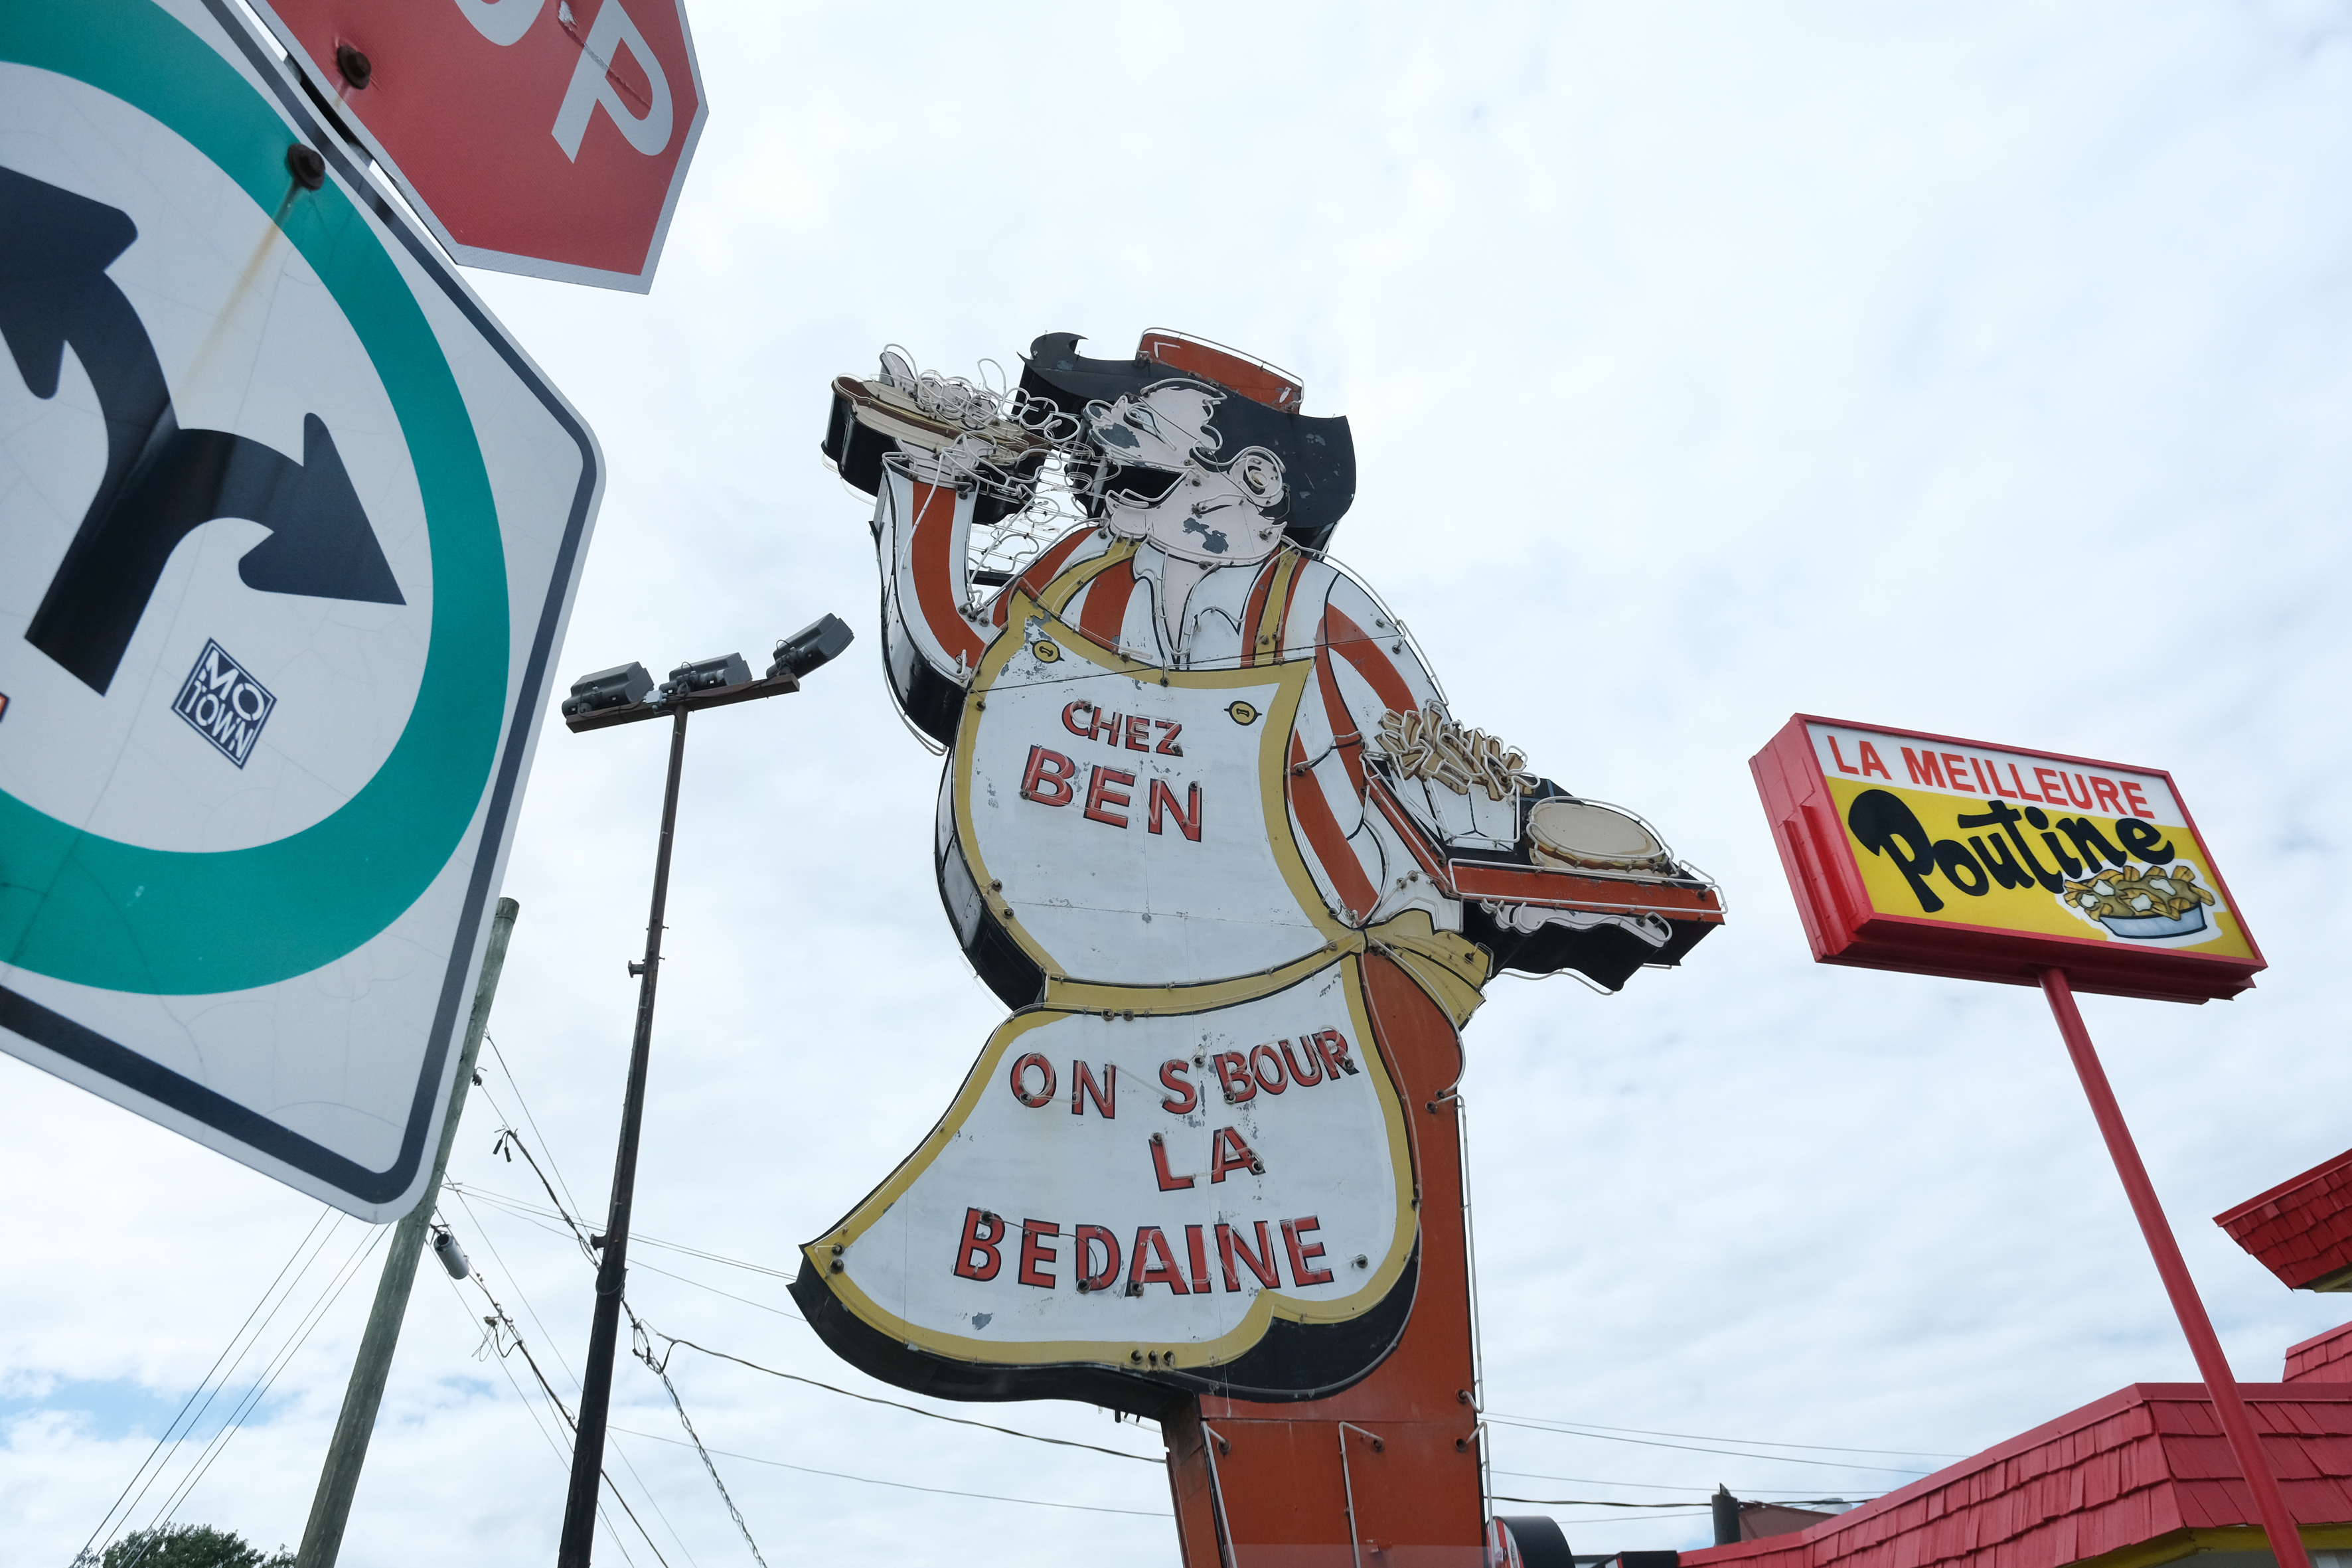 OP
MO
TOWN
CHEZ
BEN
ON S'BOUR
LA
BEDAINE
LA MEILLEURE
Poutine